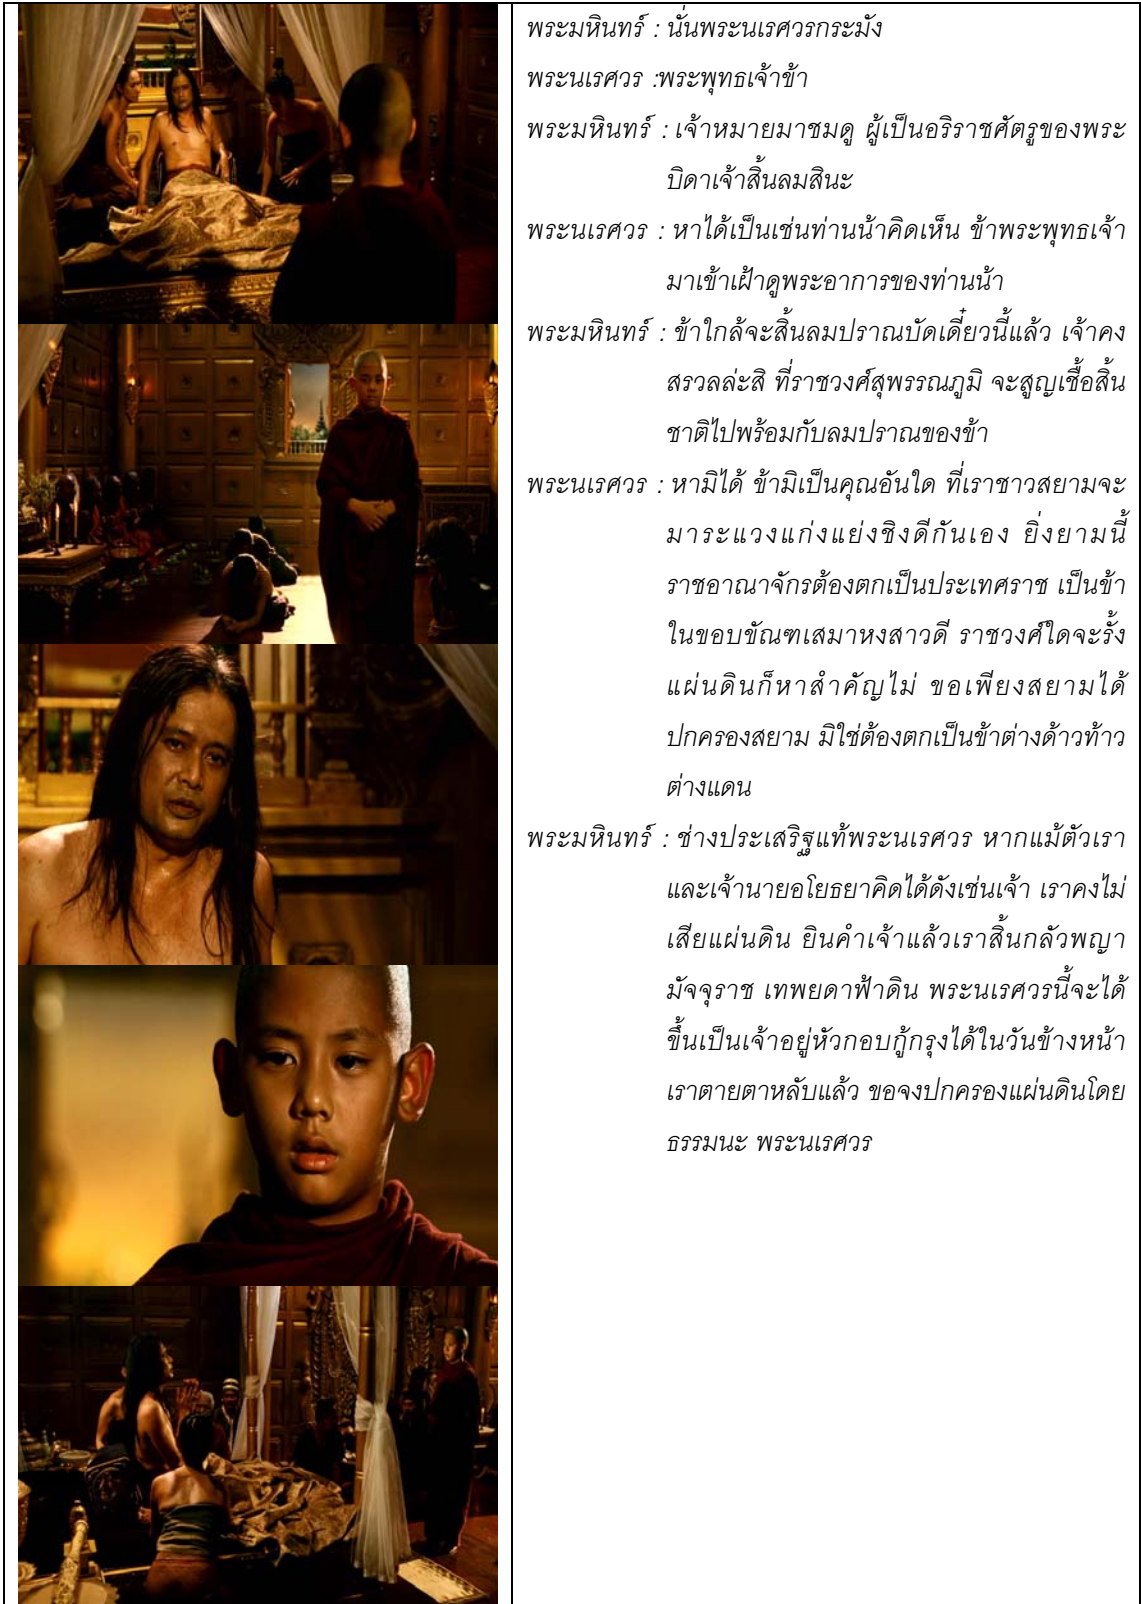 พระมหินทร์ : นั่นพระนเรศวรกระมัง
พระนเรศวร :พระพุทธเจ้าข้า
พระมหินทร์ : เจ้าหมายมาชมดู ผู้เป็นอริราชศัตรูของพระ
บิดาเจ้าสิ้นลมสินะ
พระนเรศวร : หาได้เป็นเช่นท่านน้าคิดเห็น ข้าพระพุทธเจ้า
มาเข้าเฝ้าดูพระอาการของท่านน้า
พระมหินทร์ : ข้าใกล้จะสิ้นลมปราณบัดเดี๋ยวนี้แล้ว เจ้าคง
สรวลล่ะสิ ที่ราชวงศ์สุพรรณภูมิ จะสูญเชื้อสิ้น
ชาติไปพร้อมกับลมปราณของข้า
พระนเรศวร : หามิได้ ข้ามิเป็นคุณอันใด ที่เราชาวสยามจะ
มาระแวงแก่งแย่งชิงดีกันเอง ยิ่งยามนี้
ราชอาณาจักรต้องตกเป็นประเทศราช เป็นข้า
ในขอบขัณฑเสมาหงสาวดี ราชวงศ์ใดจะรั้ง
แผ่นดินก็หาสำคัญไม่ ขอเพียงสยามได้
ปกครองสยาม มิใช่ต้องตกเป็นข้าต่างด้าวท้าว
ต่างแดน
พระมหินทร์ : ช่างประเสริฐแท้พระนเรศวร หากแม้ตัวเรา
และเจ้านายอโยธยาคิดได้ดังเช่นเจ้า เราคงไม่
เสียแผ่นดิน ยินคำเจ้าแล้วเราสิ้นกลัวพญา
มัจจุราช เทพยดาฟ้าดิน พระนเรศวรนี้จะได้
ขึ้นเป็นเจ้าอยู่หัวกอบกู้กรุงได้ในวันข้างหน้า
เราตายตาหลับแล้ว ขอจงปกครองแผ่นดินโดย
ธรรมนะ พระนเรศวร